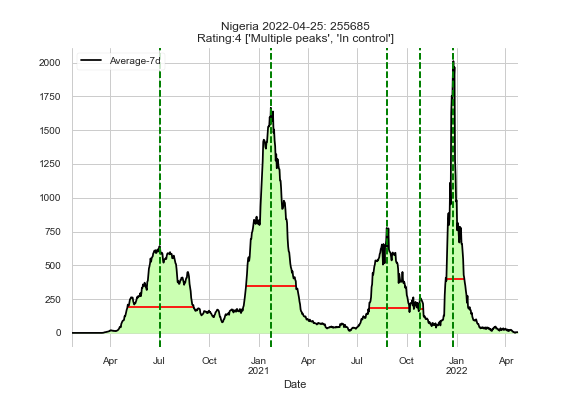 Nigeria 2022-04-25: 255685
Rating:4 ['Multiple peaks', 'In control']
Average-7d
2000
1750
1500
1250
1000
750
500
250
0
Apr Jul Oct Jan Apr Jul Oct Jan Apr
2021 2022
Date